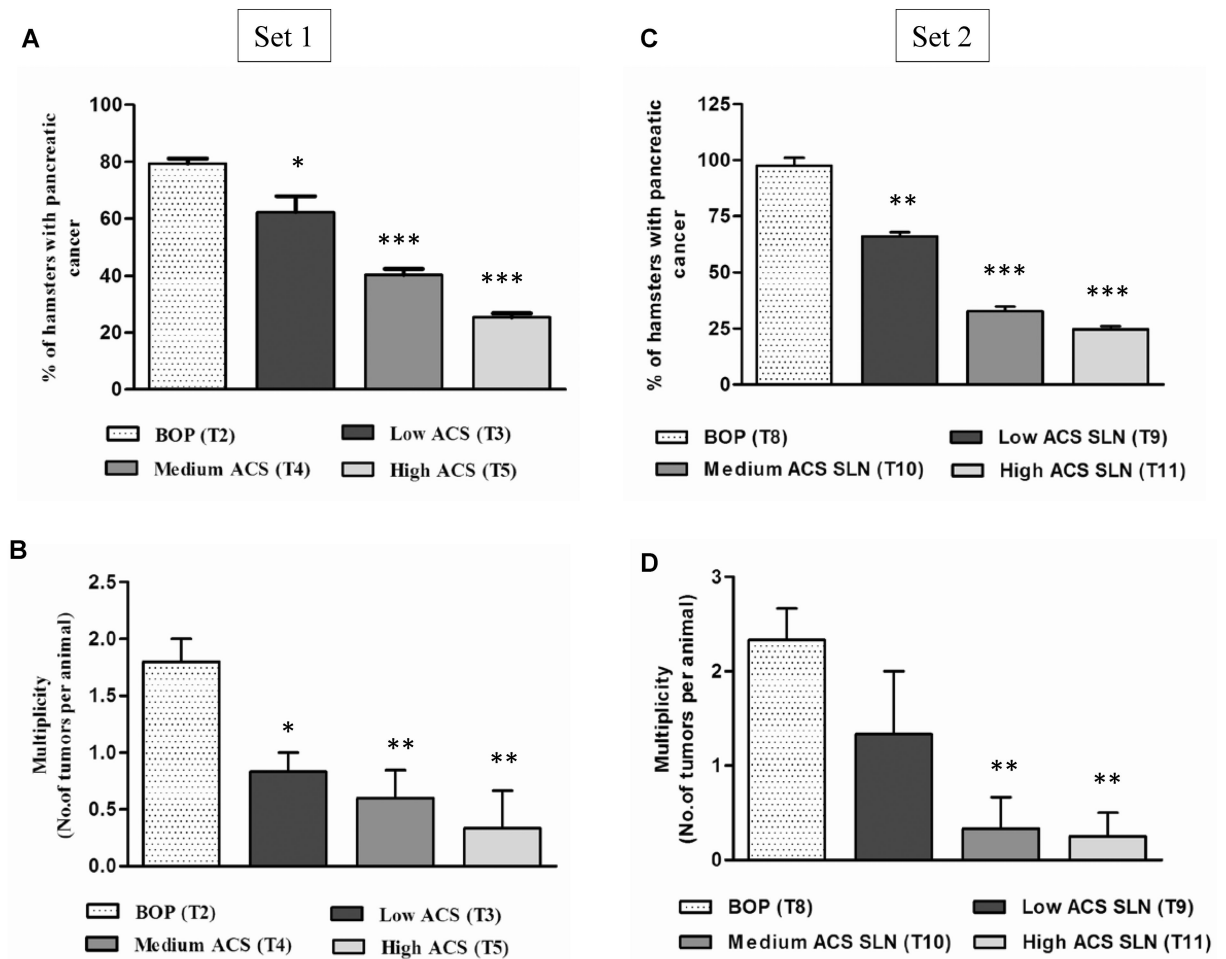 A
Set 1
% of hamsters with pancreatic
cancer
100
80
60
40
20
0
*
***
***
BOP (T2)
Low ACS (T3)
Medium ACS (T4)
High ACS (T5)
B
Multiplicity
(No.of tumors per animal)
2.5
2.0
1.5
1.0
0.5
0.0
*
**
**
BOP (T2)
Low ACS (T3)
Medium ACS (T4)
High ACS (T5)
C
Set 2
% of hamsters with pancreatic
cancer
125
100
75
50
25
0
**
***
***
BOP (T8)
Low ACS SLN (T9)
Medium ACS SLN (T10)
High ACS SLN (T11)
D
Multiplicity
(No.of tumors per animal)
3
2
1
0
**
**
BOP (T8)
Low ACS SLN (T9)
Medium ACS SLN (T10)
High ACS SLN (T11)